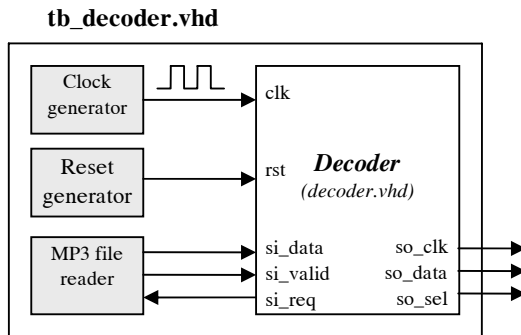 tb_decoder.vhd
Clock
generator
clk
Reset
generator
rst
Decoder
(decoder.vhd)
MP3 file
reader
si_data
si_valid
si_req
so_clk
so_data
so_sel